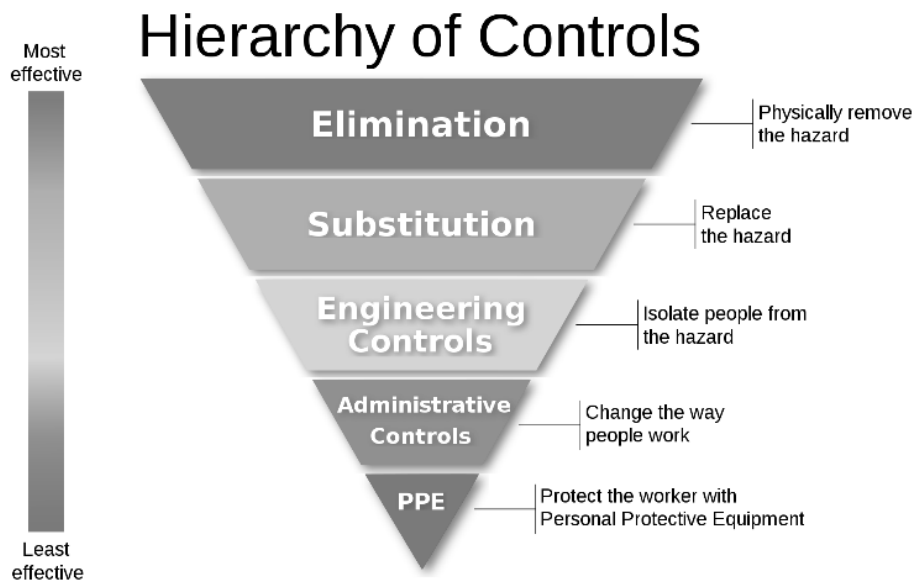 Hierarchy of Controls
Most
effective
Elimination
Physically remove
the hazard
Substitution
Replace
the hazard
Engineering
Controls
Isolate people from
the hazard
Administrative
Controls
Change the way
people work
PPE
Protect the worker with
Personal Protective Equipment
Least
effective